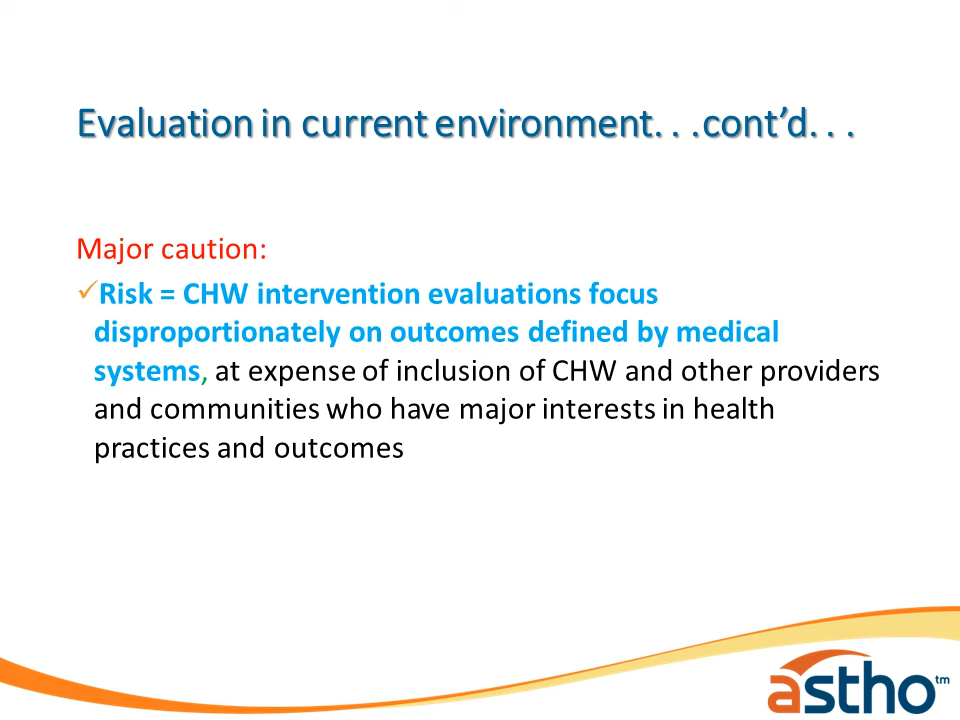 Evaluation in current environment. . .cont’d. . .
Major caution:
✓Risk = CHW intervention evaluations focus
disproportionately on outcomes defined by medical
systems, at expense of inclusion of CHW and other providers
and communities who have major interests in health
practices and outcomes
astho™